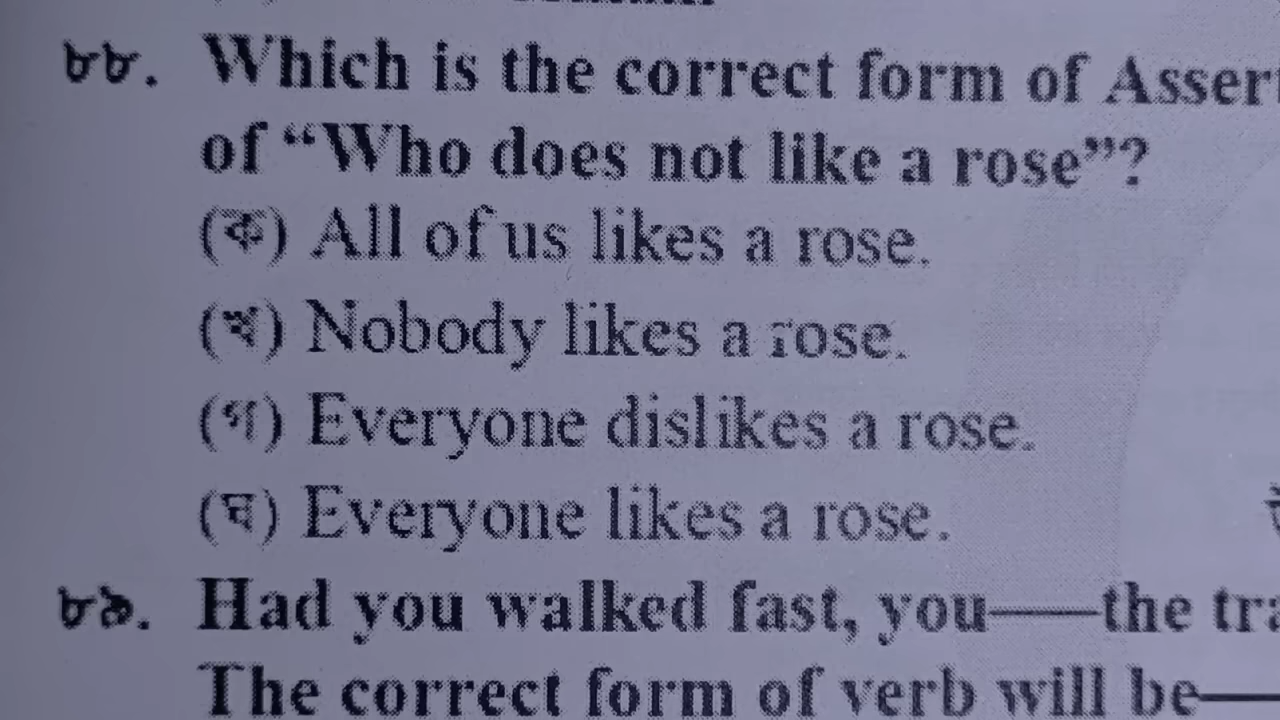 ৮৮. Which is the correct form of Asser
of “Who does not like a rose”?
(ক) All of us likes a rose.
(খ) Nobody likes a rose.
(গ) Everyone dislikes a rose.
(ঘ) Everyone likes a rose.
৮৯. Had you walked fast, you——the tra
The correct form of verb will be—